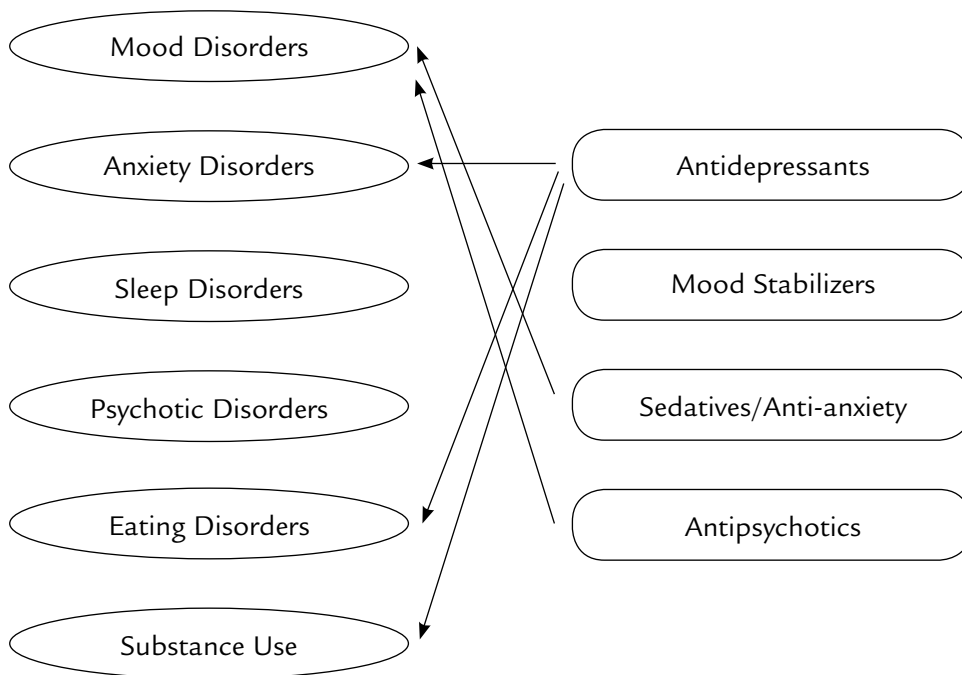 Mood Disorders
Anxiety Disorders
Sleep Disorders
Psychotic Disorders
Eating Disorders
Substance Use
Antidepressants
Mood Stabilizers
Sedatives/Anti-anxiety
Antipsychotics